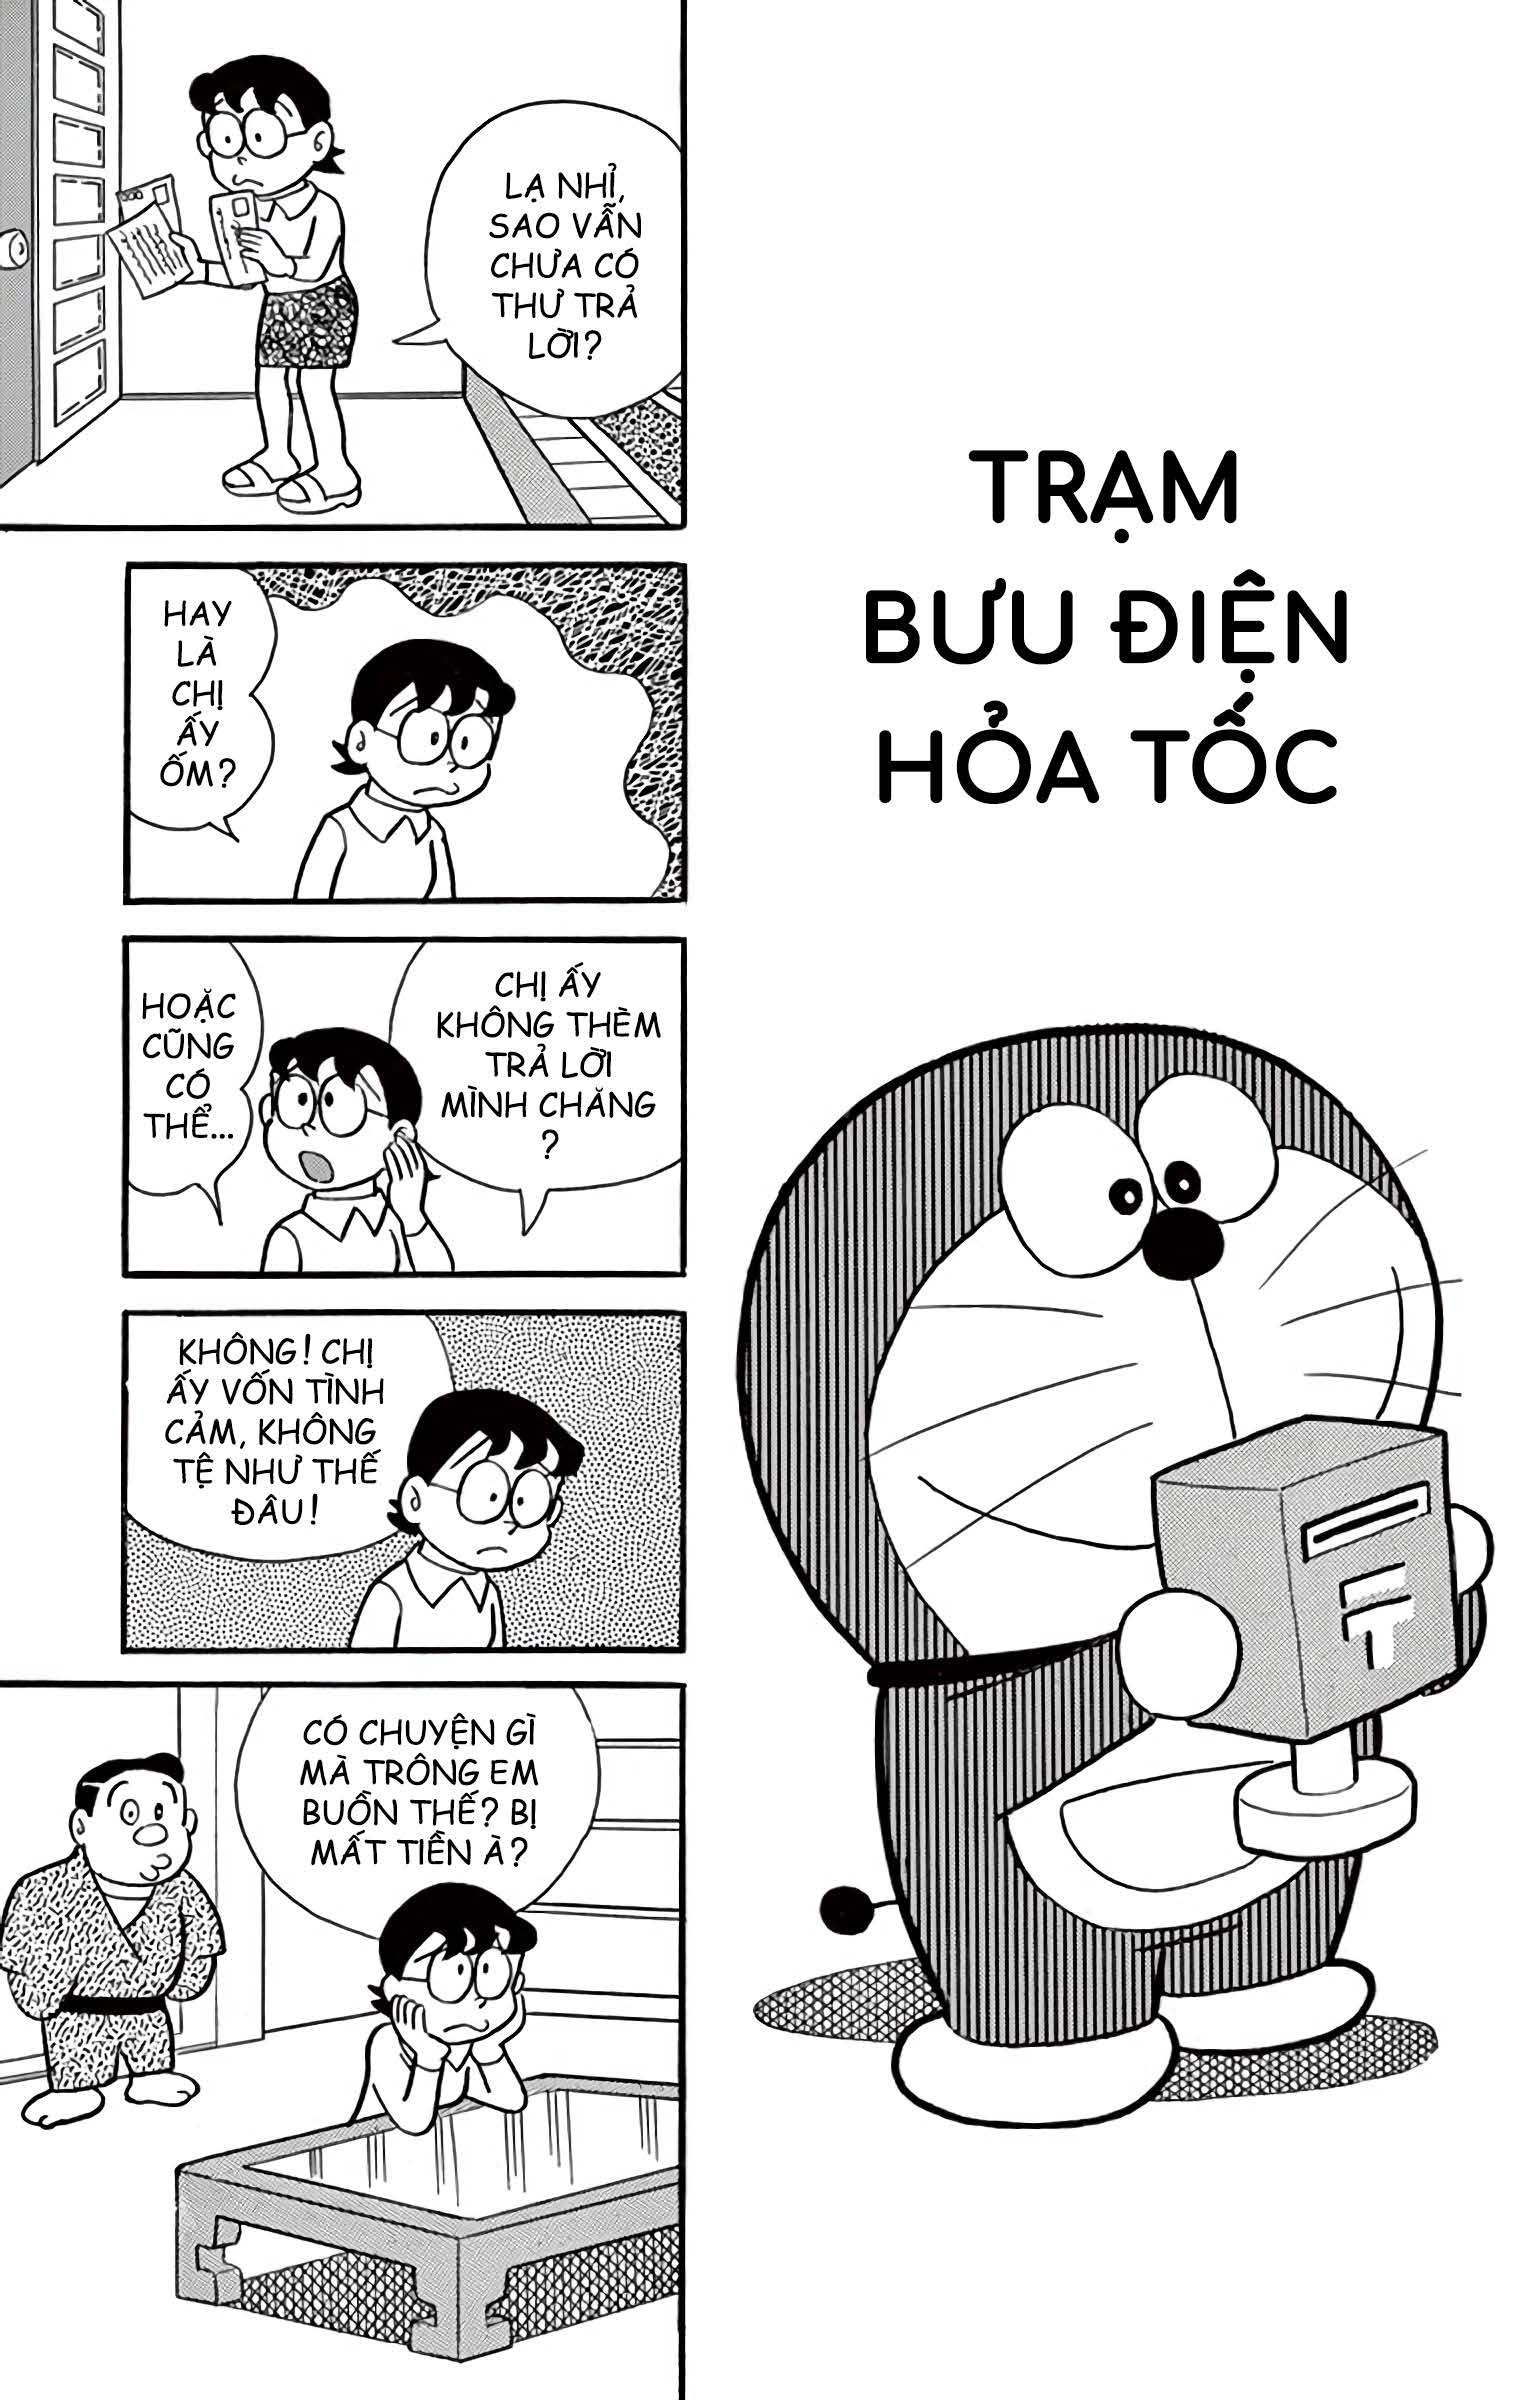 TRẠM
BƯU ĐIỆN
HỎA TỐC
LẠ NHỈ,
SAO VẪN
CHƯA CÓ
THƯ TRẢ
LỜI?
HAY
LÀ
CHỊ
ẤY
ỐM?
CHỊ ẤY
KHÔNG THÈM
TRẢ LỜI
MÌNH CHĂNG
?
HOẶC
CŨNG
CÓ
THỂ...
KHÔNG! CHỊ
ẤY VỐN TÌNH
CẢM, KHÔNG
TỆ NHƯ THẾ
ĐÂU!
CÓ CHUYỆN GÌ
MÀ TRÔNG EM
BUỒN THẾ? BỊ
MẤT TIỀN À?